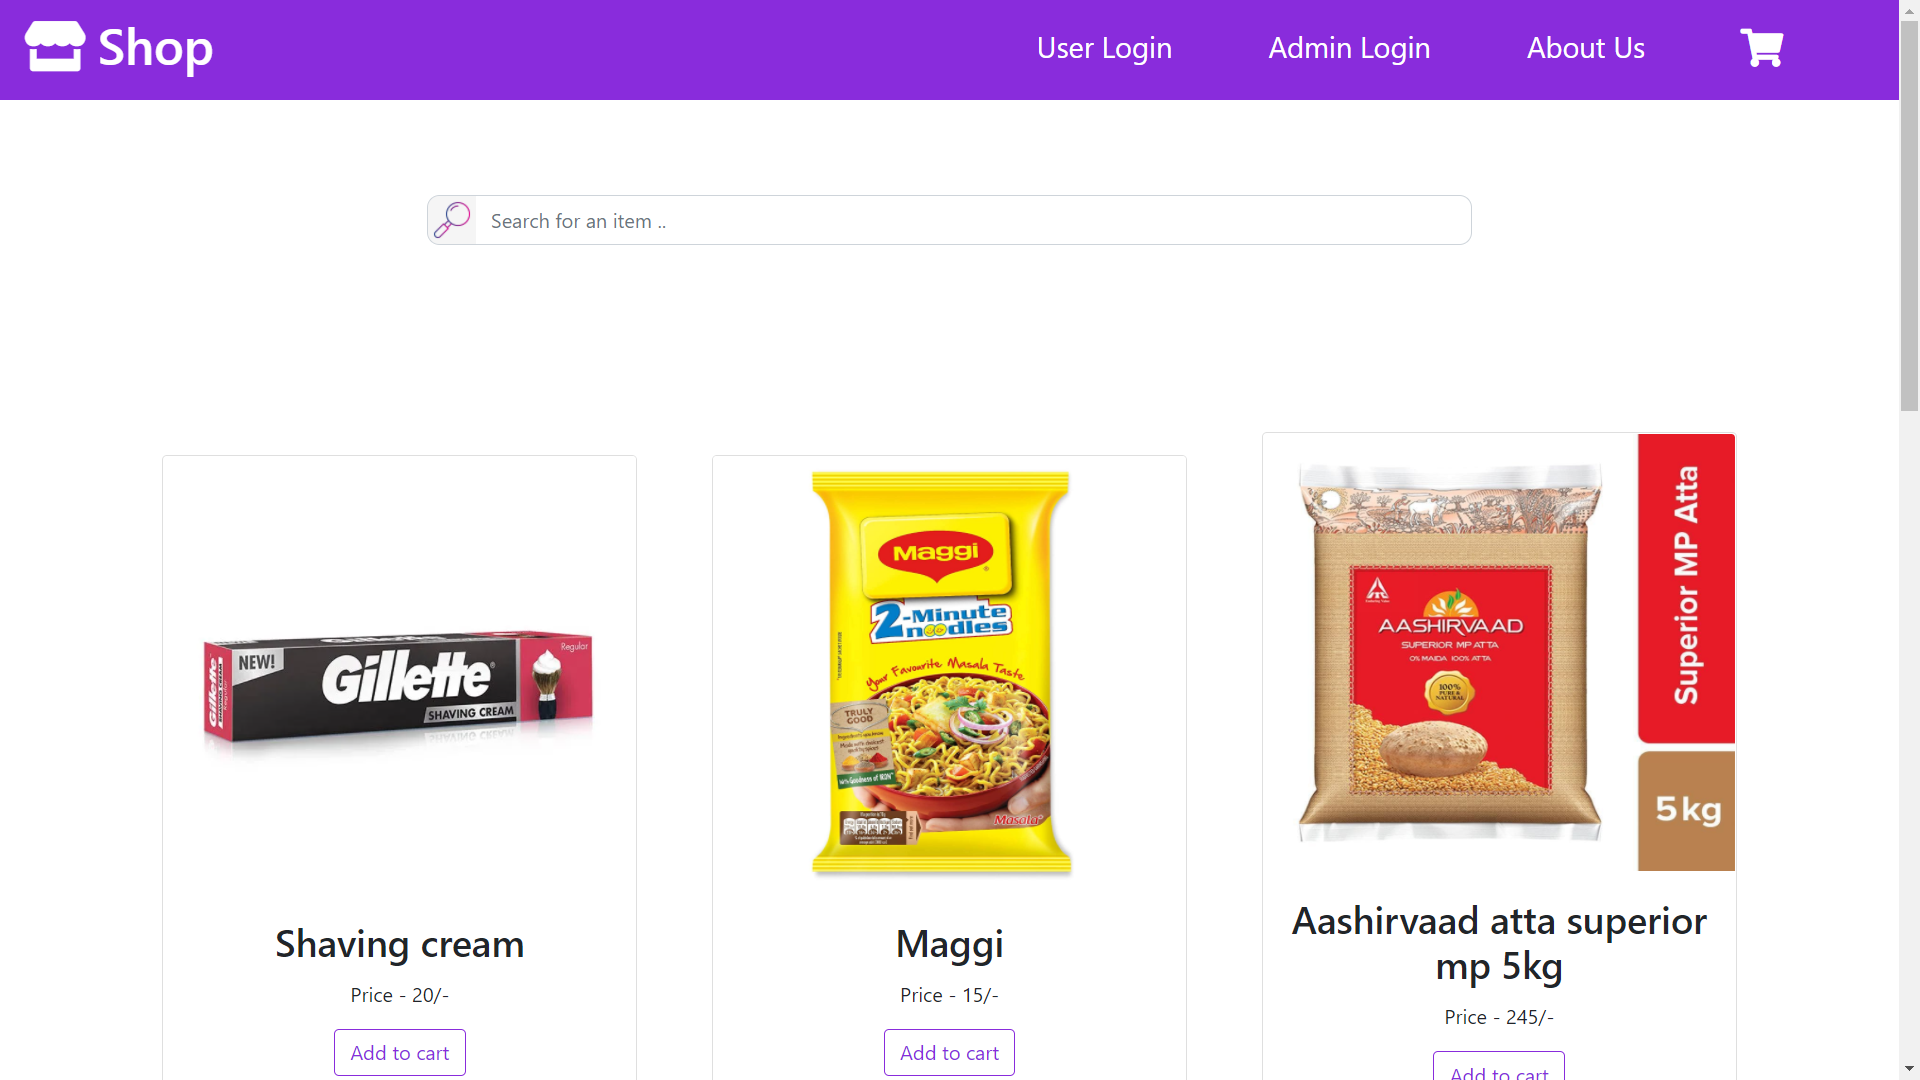 Shop
User Login
Admin Login
About Us
Search for an item ..
NEW!
Gillette
Regular
SHAVING CREAM
Gillette
Shaving cream
Price - 20/-
Add to cart
Maggi
2-Minute
noodles
Your Favourite Masala Taste
TRULY
GOOD
Masala
Maggi
Price - 15/-
Add to cart
AASHIRVAAD
SUPERIOR MP ATTA
0% MAIDA 100% ATTA
100%
PURE &
NATURAL
Superior MP Atta
5 kg
Aashirvaad atta superior
mp 5kg
Price - 245/-
Add to cart